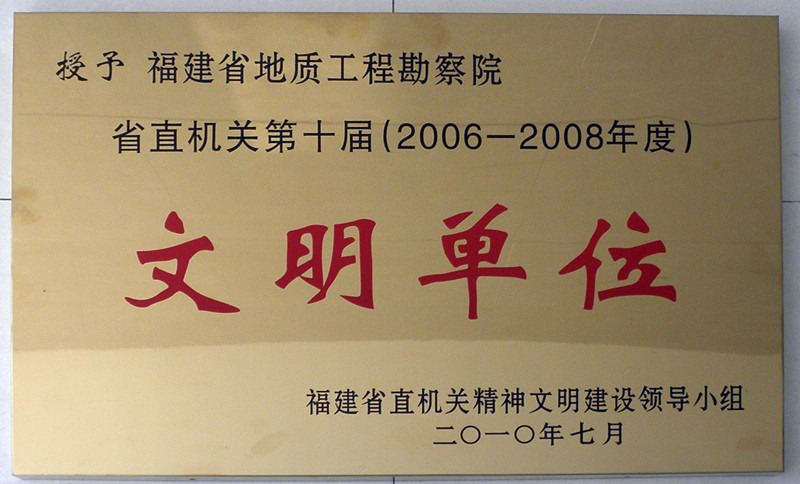 授予 福建省地质工程勘察院
省直机关第十届(2006—2008年度)
文明单位
福建省直机关精神文明建设领导小组
二〇一〇年七月